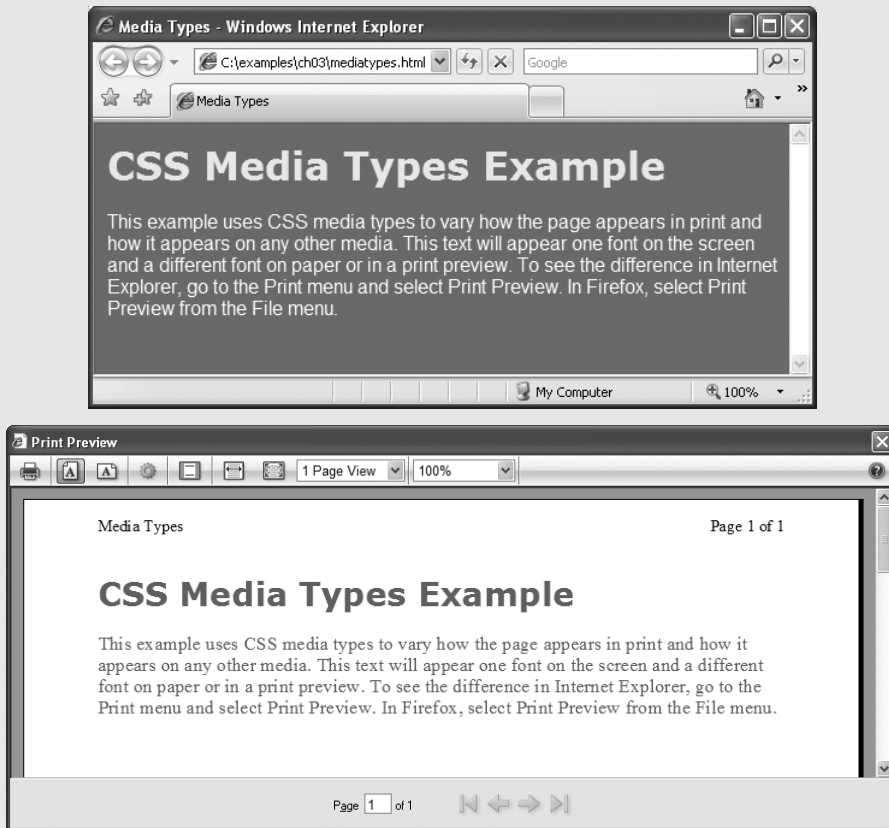 Media Types - Windows Internet Explorer
C:\examples\ch03\mediatypes.html
Google
Media Types
CSS Media Types Example
This example uses CSS media types to vary how the page appears in print and
how it appears on any other media. This text will appear one font on the screen
and a different font on paper or in a print preview. To see the difference in Internet
Explorer, go to the Print menu and select Print Preview. In Firefox, select Print
Preview from the File menu.
My Computer
100%
Print Preview
A
A
1 Page View
100%
Media Types
Page 1 of 1
CSS Media Types Example
This example uses CSS media types to vary how the page appears in print and how it
appears on any other media. This text will appear one font on the screen and a different
font on paper or in a print preview. To see the difference in Internet Explorer, go to the
Print menu and select Print Preview. In Firefox, select Print Preview from the File menu.
Page 1 of 1